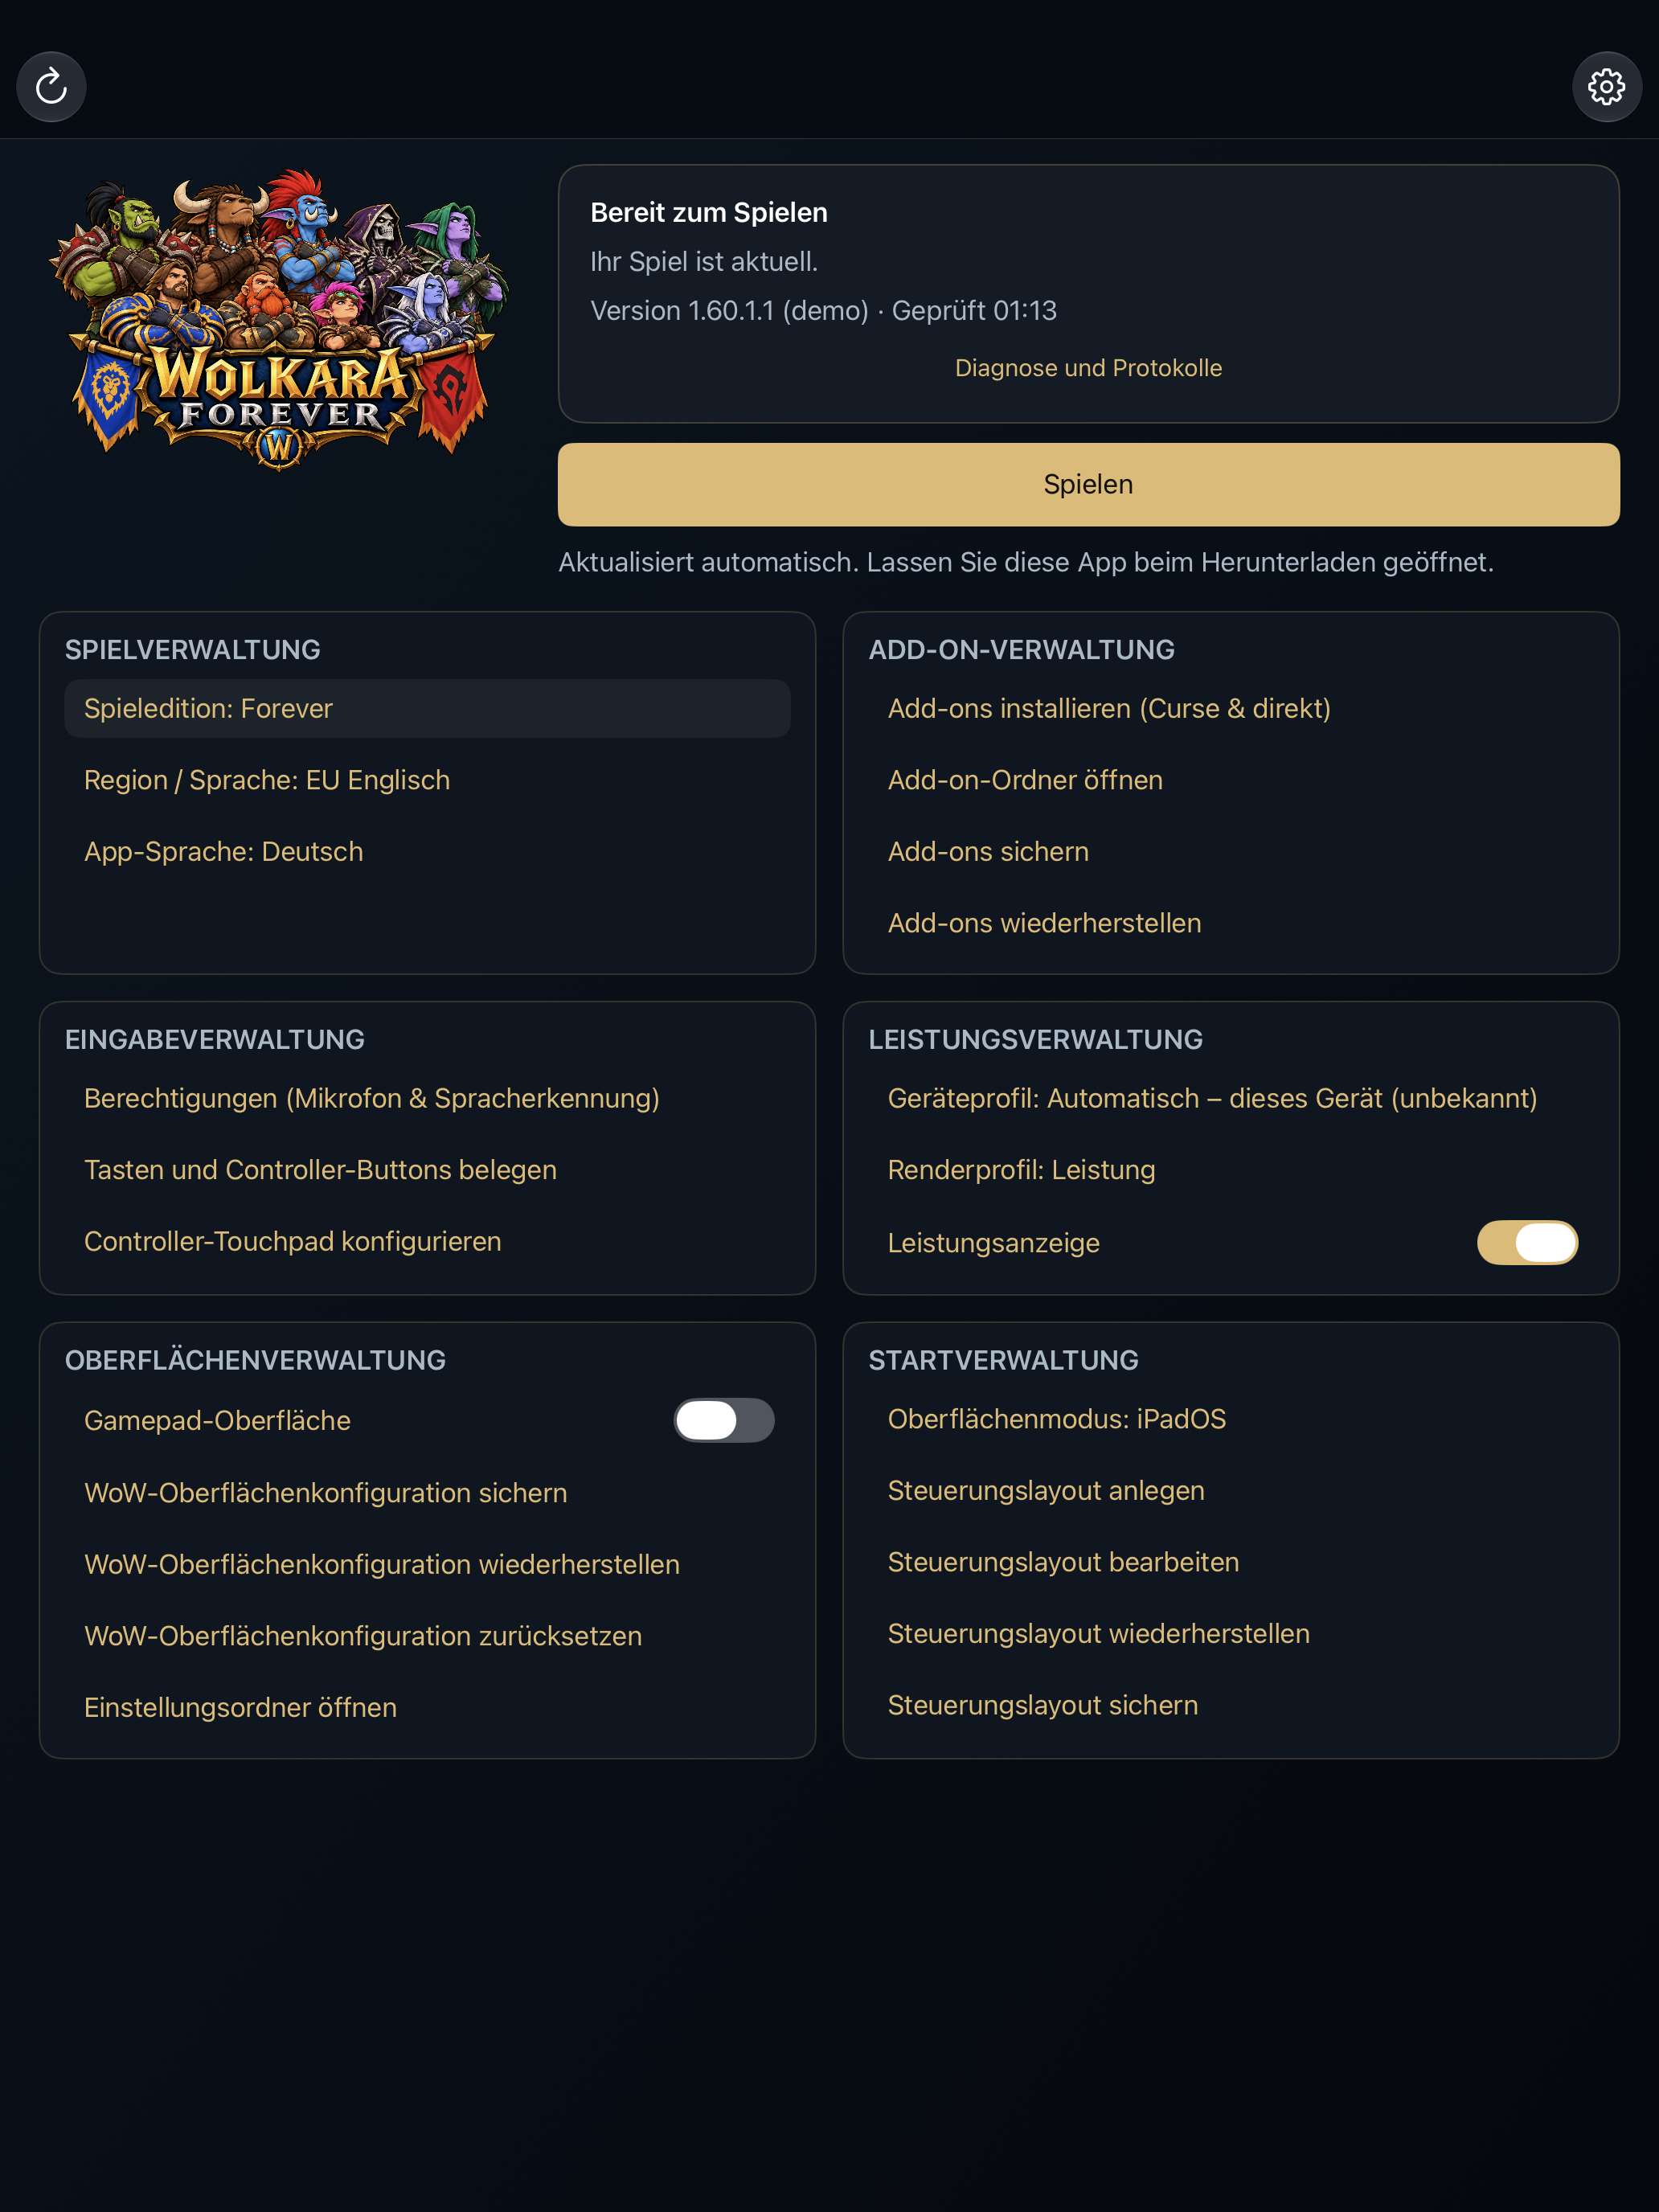 WOLKARA
FOREVER
W
Bereit zum Spielen
Ihr Spiel ist aktuell.
Version 1.60.1.1 (demo) · Geprüft 01:13
Diagnose und Protokolle
Spielen
Aktualisiert automatisch. Lassen Sie diese App beim Herunterladen geöffnet.
SPIELVERWALTUNG
Spieledition: Forever
Region / Sprache: EU Englisch
App-Sprache: Deutsch
ADD-ON-VERWALTUNG
Add-ons installieren (Curse & direkt)
Add-on-Ordner öffnen
Add-ons sichern
Add-ons wiederherstellen
EINGABEVERWALTUNG
Berechtigungen (Mikrofon & Spracherkennung)
Tasten und Controller-Buttons belegen
Controller-Touchpad konfigurieren
LEISTUNGSVERWALTUNG
Geräteprofil: Automatisch – dieses Gerät (unbekannt)
Renderprofil: Leistung
Leistungsanzeige
OBERFLÄCHENVERWALTUNG
Gamepad-Oberfläche
WoW-Oberflächenkonfiguration sichern
WoW-Oberflächenkonfiguration wiederherstellen
WoW-Oberflächenkonfiguration zurücksetzen
Einstellungsordner öffnen
STARTVERWALTUNG
Oberflächenmodus: iPadOS
Steuerungslayout anlegen
Steuerungslayout bearbeiten
Steuerungslayout wiederherstellen
Steuerungslayout sichern